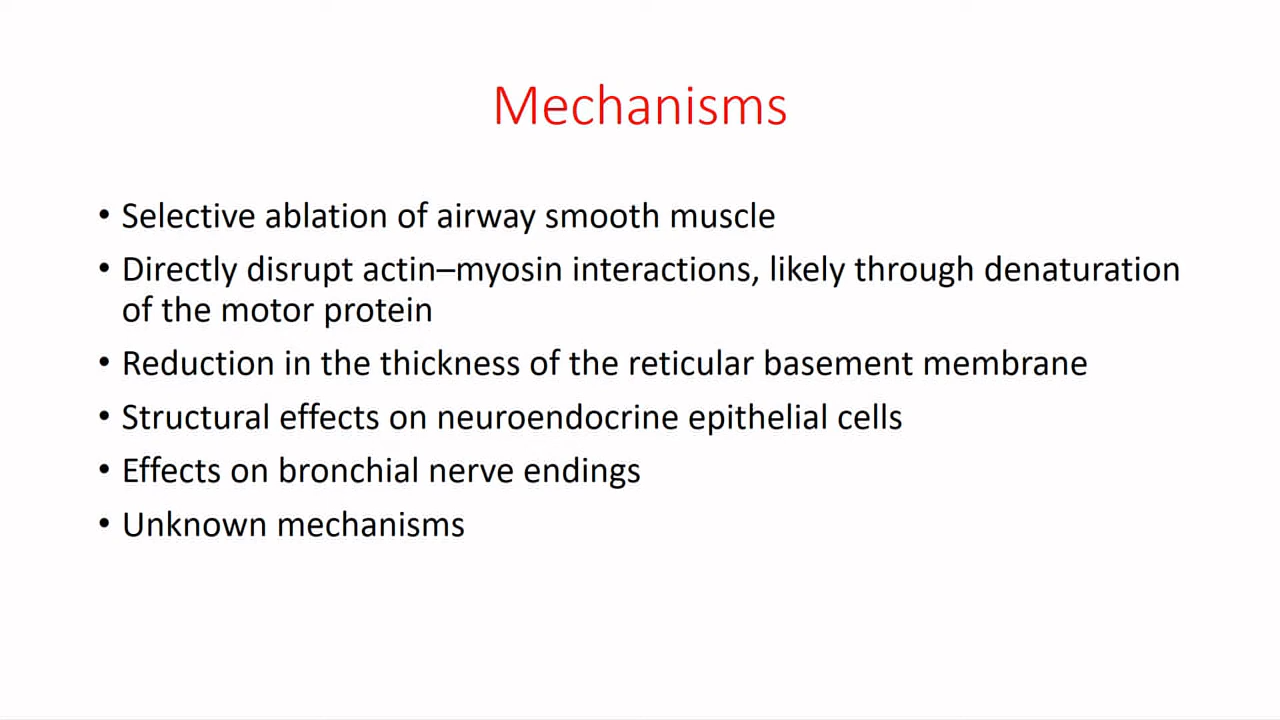 Mechanisms
• Selective ablation of airway smooth muscle
• Directly disrupt actin–myosin interactions, likely through denaturation
of the motor protein
• Reduction in the thickness of the reticular basement membrane
• Structural effects on neuroendocrine epithelial cells
• Effects on bronchial nerve endings
• Unknown mechanisms